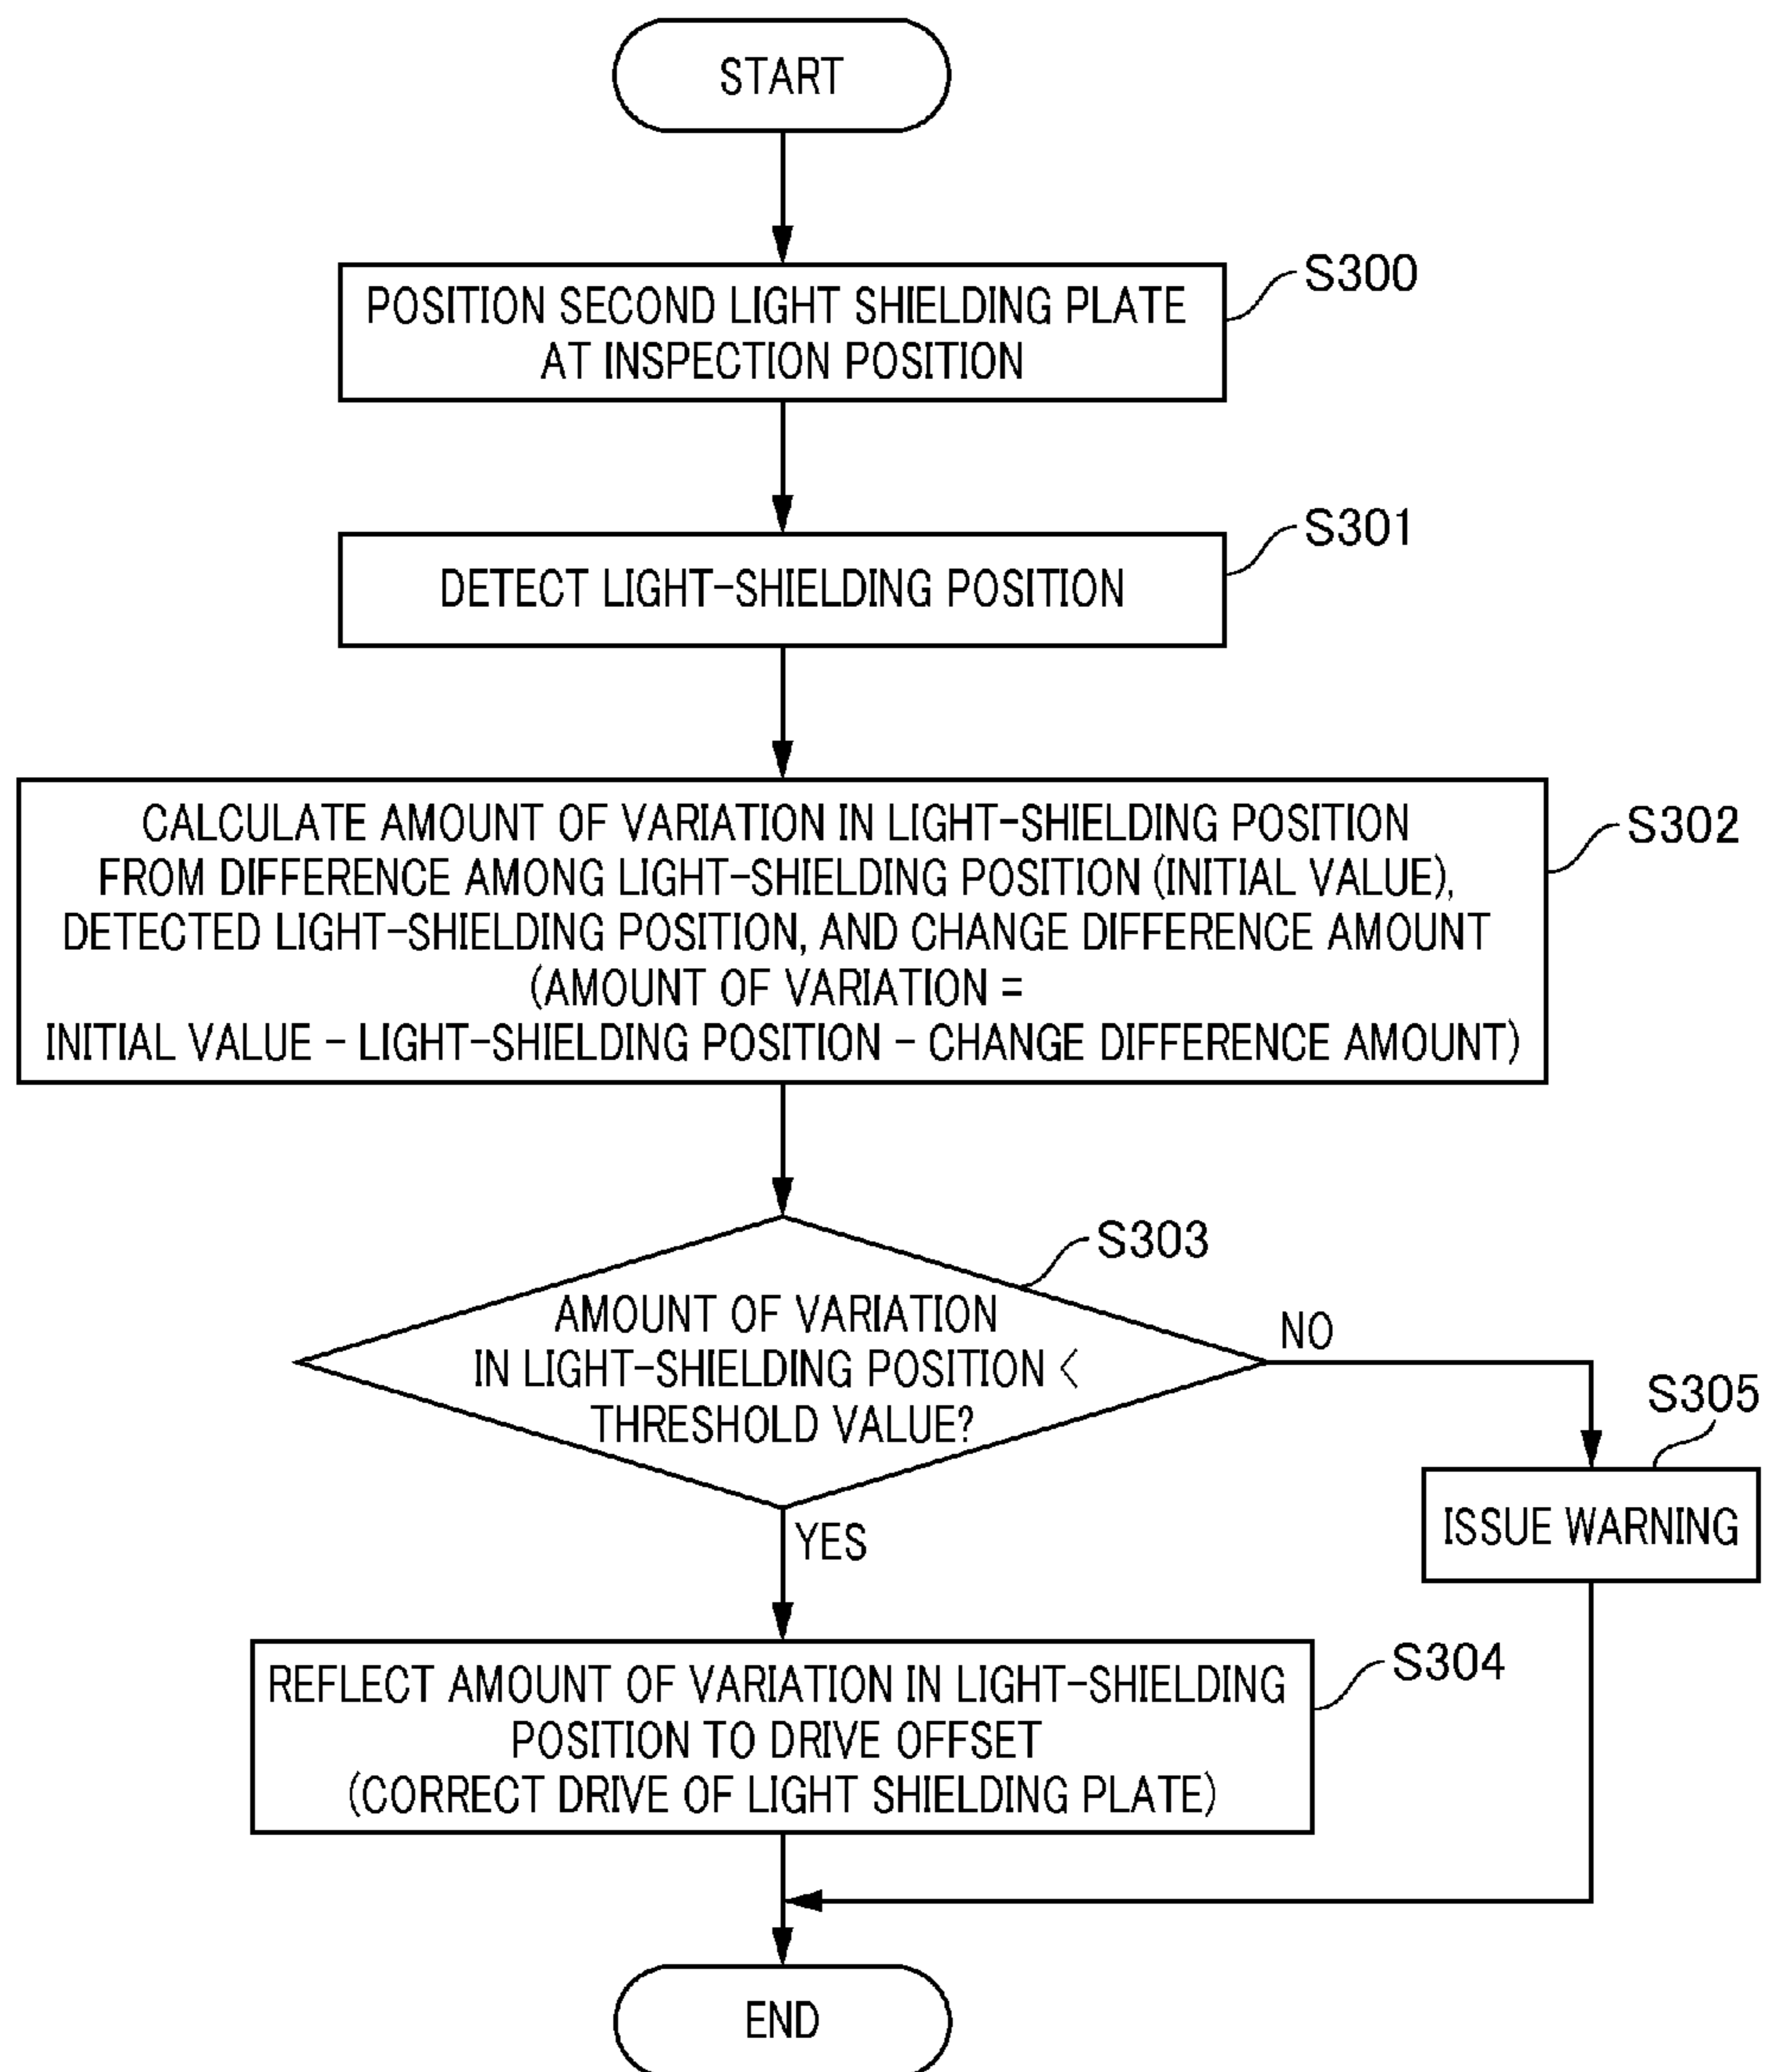 START
S300
POSITION SECOND LIGHT SHIELDING PLATE
AT INSPECTION POSITION
S301
DETECT LIGHT-SHIELDING POSITION
S302
CALCULATE AMOUNT OF VARIATION IN LIGHT-SHIELDING POSITION
FROM DIFFERENCE AMONG LIGHT-SHIELDING POSITION (INITIAL VALUE),
DETECTED LIGHT-SHIELDING POSITION, AND CHANGE DIFFERENCE AMOUNT
(AMOUNT OF VARIATION =
INITIAL VALUE - LIGHT-SHIELDING POSITION - CHANGE DIFFERENCE AMOUNT)
S303
AMOUNT OF VARIATION
IN LIGHT-SHIELDING POSITION <
THRESHOLD VALUE?
NO
S305
ISSUE WARNING
YES
S304
REFLECT AMOUNT OF VARIATION IN LIGHT-SHIELDING
POSITION TO DRIVE OFFSET
(CORRECT DRIVE OF LIGHT SHIELDING PLATE)
END